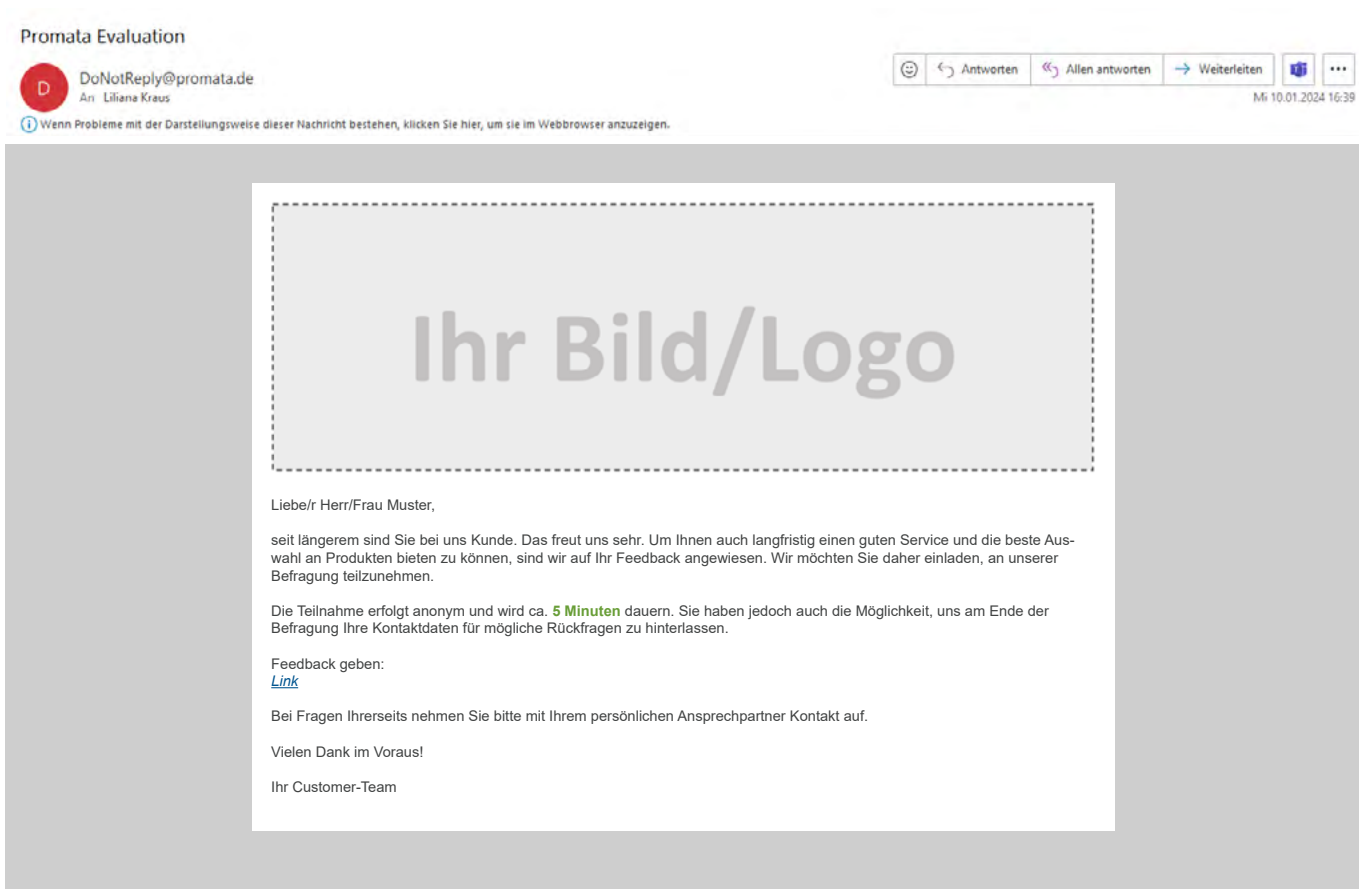 Promata Evaluation
D
DoNotReply@promata.de
An Liliana Kraus
Antworten
Allen antworten
Weiterleiten
Mi 10.01.2024 16:39
Wenn Probleme mit der Darstellungsweise dieser Nachricht bestehen, klicken Sie hier, um sie im Webbrowser anzuzeigen.
Ihr Bild/Logo
Liebe/r Herr/Frau Muster,
seit längerem sind Sie bei uns Kunde. Das freut uns sehr. Um Ihnen auch langfristig einen guten Service und die beste Aus-
wahl an Produkten bieten zu können, sind wir auf Ihr Feedback angewiesen. Wir möchten Sie daher einladen, an unserer
Befragung teilzunehmen.
Die Teilnahme erfolgt anonym und wird ca. 5 Minuten dauern. Sie haben jedoch auch die Möglichkeit, uns am Ende der
Befragung Ihre Kontaktdaten für mögliche Rückfragen zu hinterlassen.
Feedback geben:
Link
Bei Fragen Ihrerseits nehmen Sie bitte mit Ihrem persönlichen Ansprechpartner Kontakt auf.
Vielen Dank im Voraus!
Ihr Customer-Team